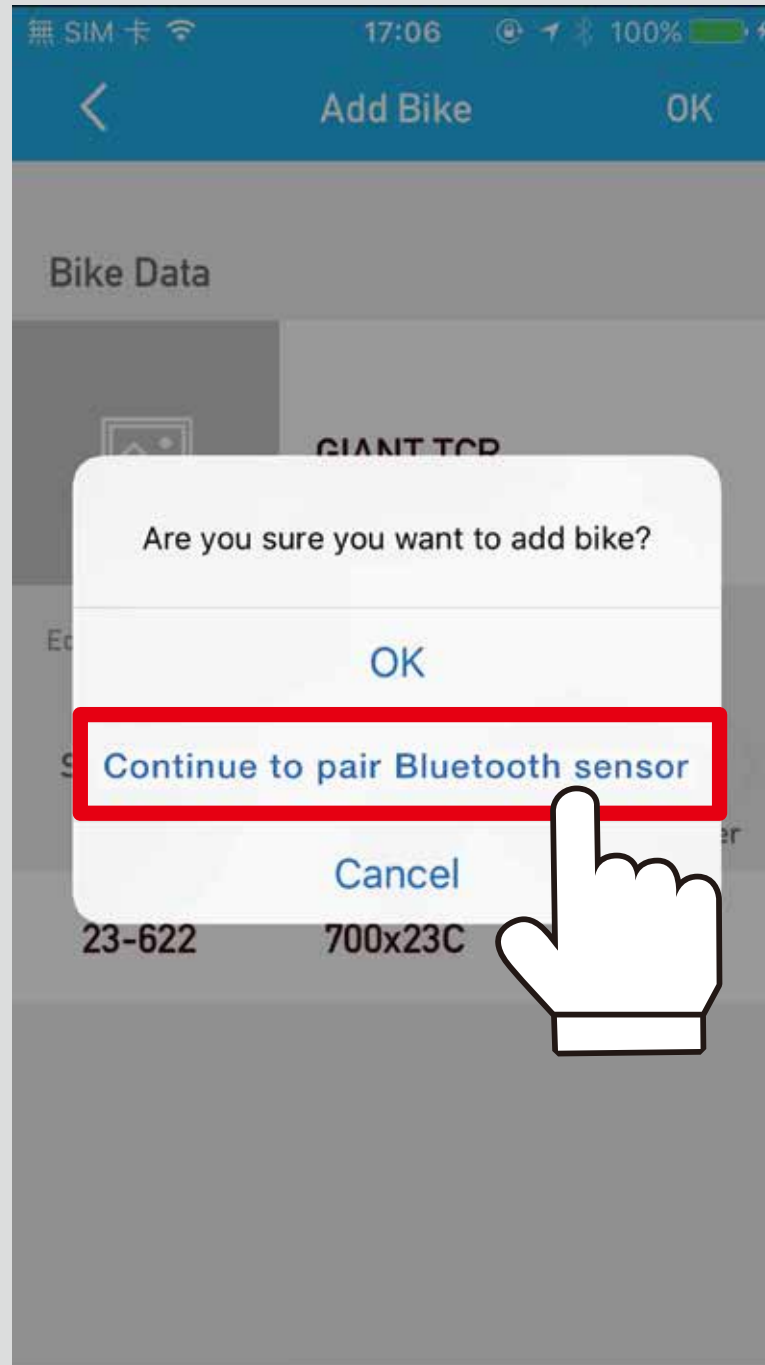 無 SIM 卡 17:06 100%
Add Bike OK
Bike Data
GIANT TCR
Are you sure you want to add bike?
OK
Continue to pair Bluetooth sensor
Cancel
23-622 700x23C